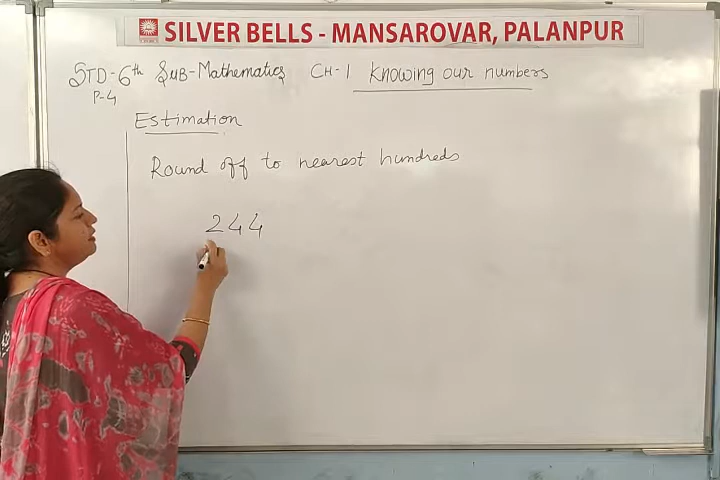 SILVER BELLS - MANSAROVAR, PALANPUR
STD-6th SUB-Mathematics CH-1 Knowing our numbers
P-4
Estimation
Round off to nearest hundreds
244